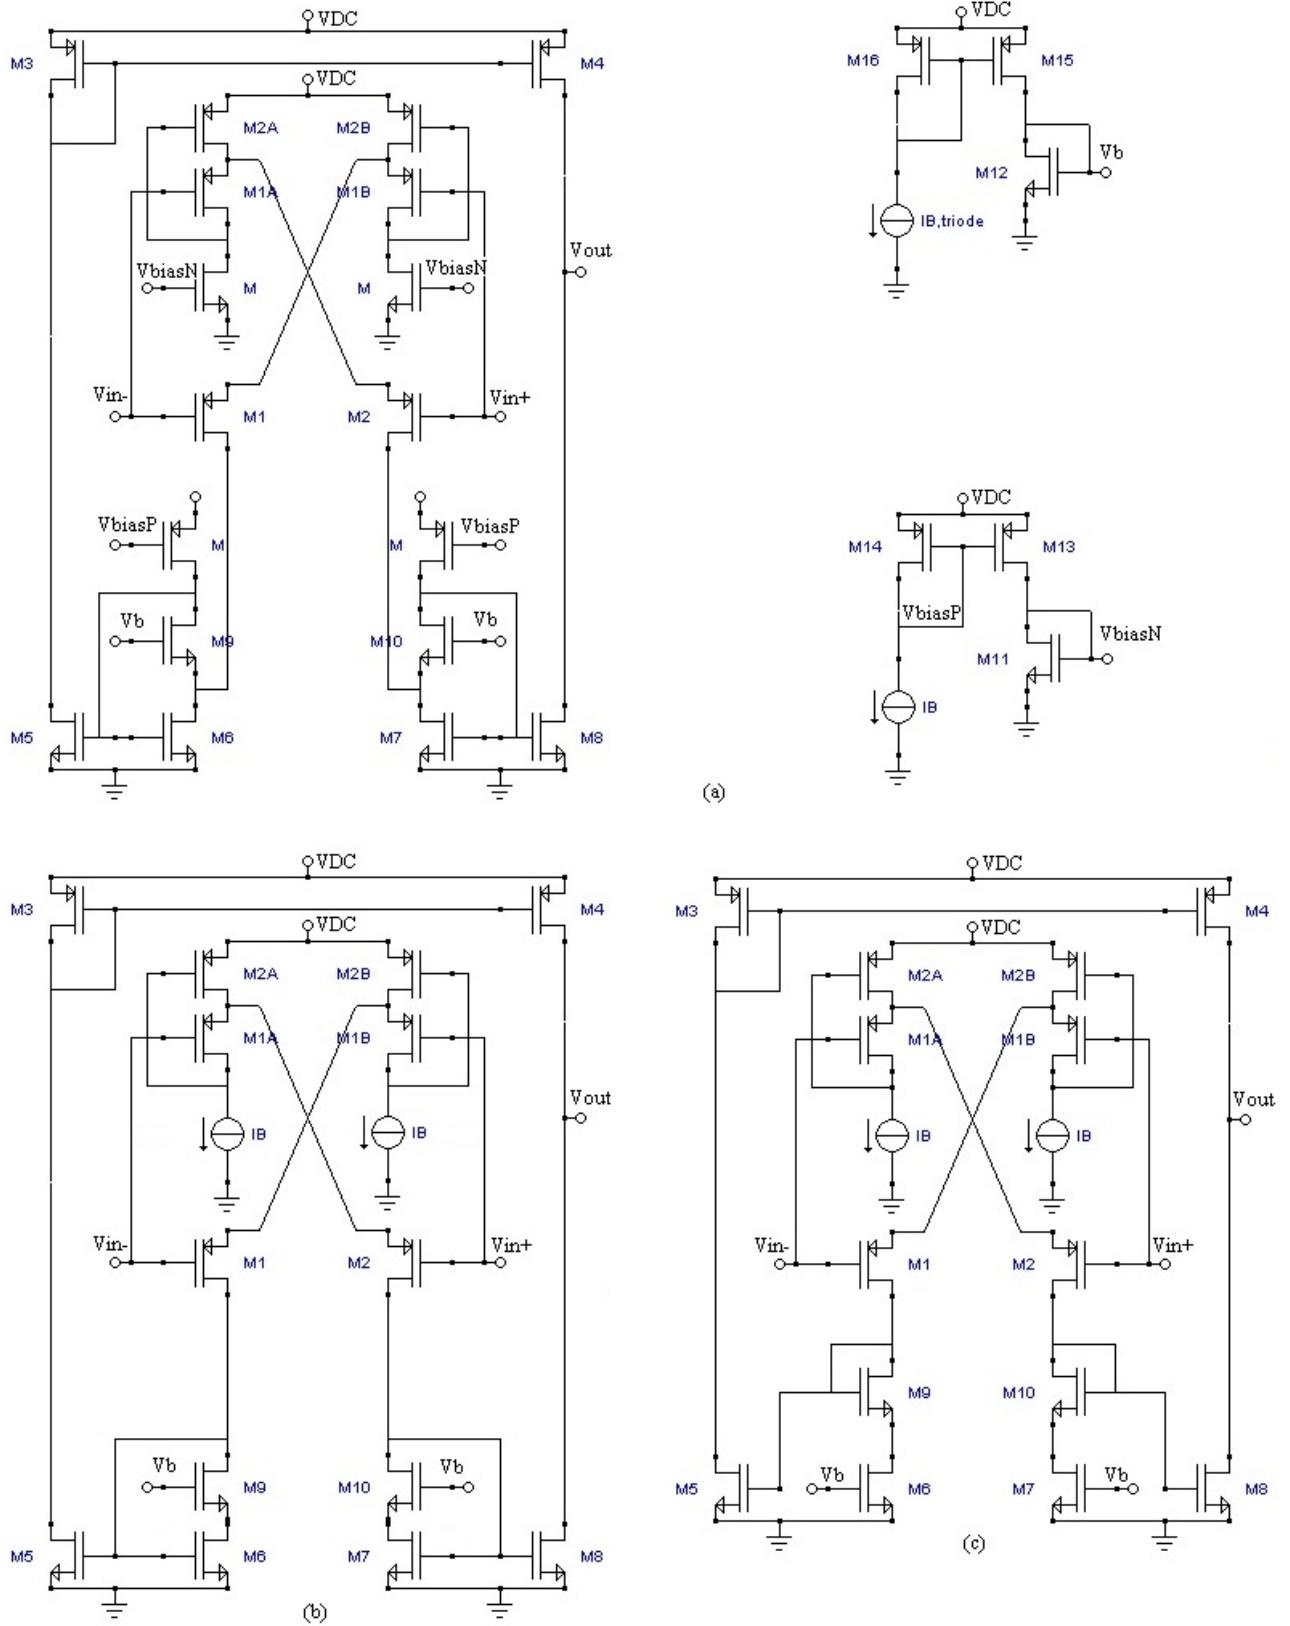 VDC
VDC
M3
M4
M16
M15
VDC
M2A
M2B
M1A
M1B
M12
Vb
IB,triode
Vout
VbiasN
VbiasN
M
M
Vin-
Vin+
M1
M2
VDC
VbiasP
VbiasP
M
M
M14
M13
VbiasP
Vb
Vb
M9
M10
VbiasN
M11
IB
M5
M6
M7
M8
(a)
VDC
VDC
M3
M4
M3
M4
VDC
VDC
M2A
M2B
M2A
M2B
M1A
M1B
M1A
M1B
Vout
Vout
IB
IB
IB
IB
Vin-
Vin+
Vin-
Vin+
M1
M2
M1
M2
M9
M10
Vb
Vb
M9
M10
Vb
Vb
M5
M6
M7
M8
M5
M6
M7
M8
(c)
(b)